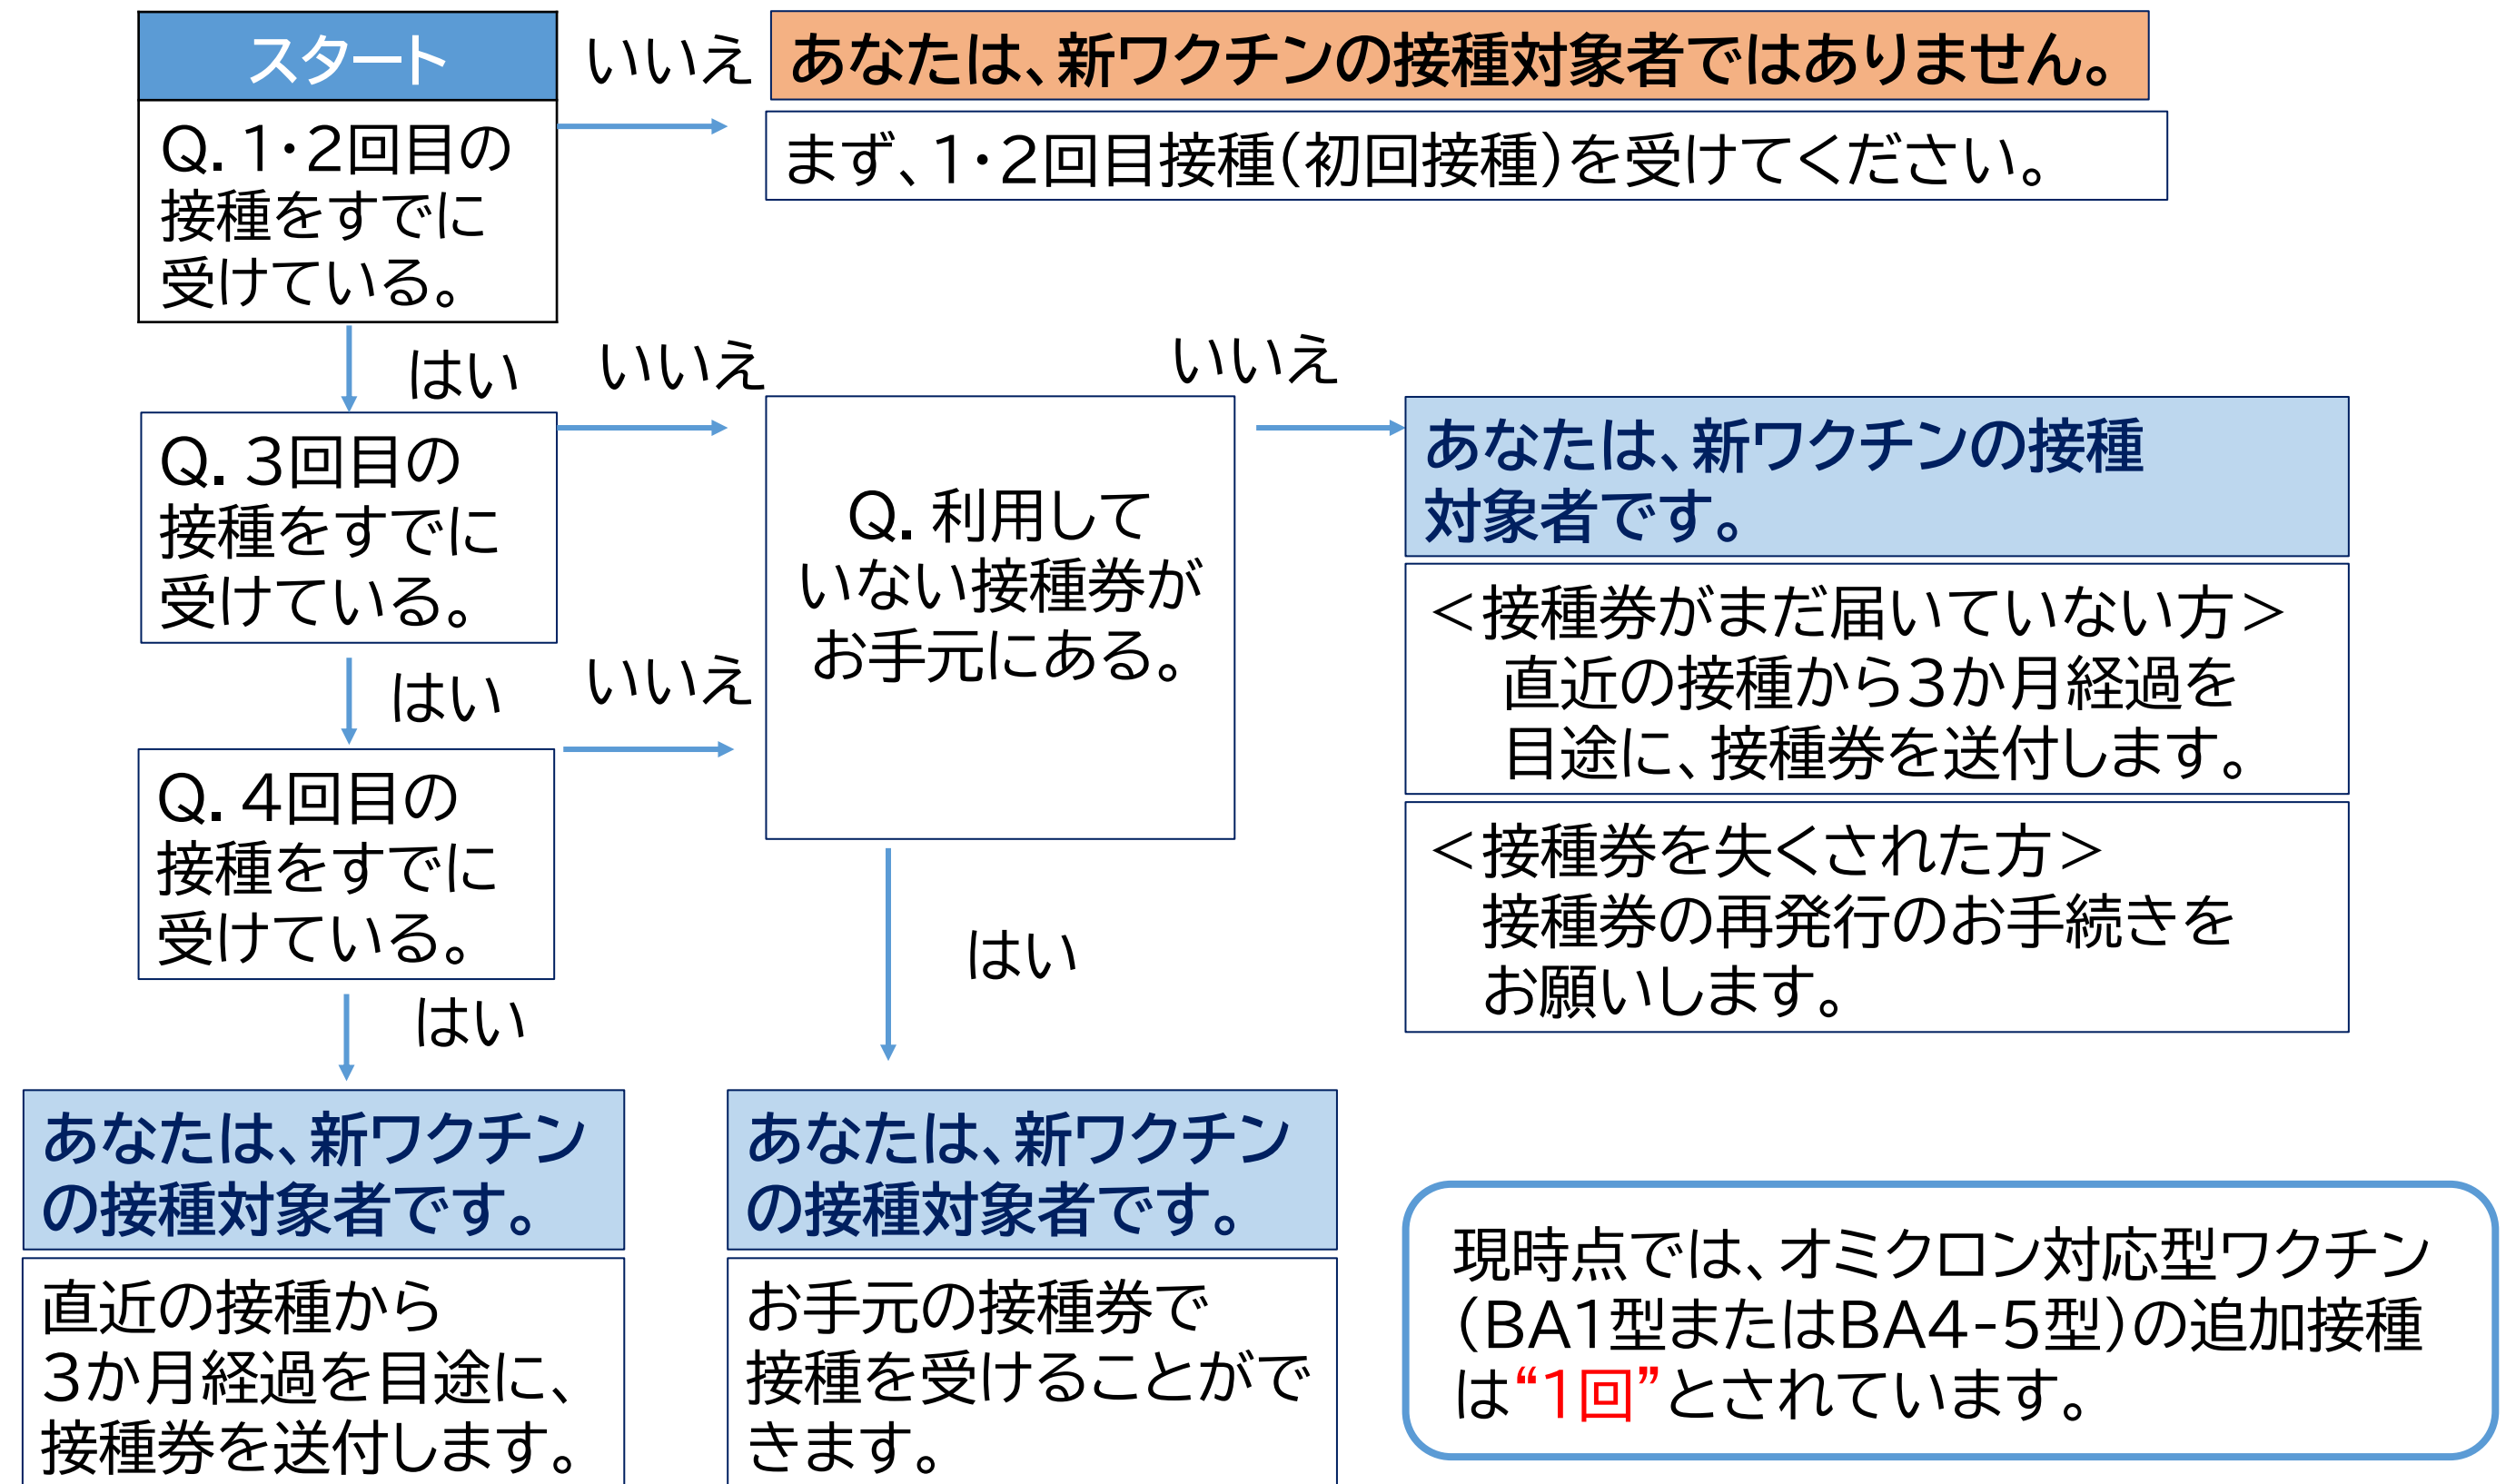 スタート
いいえ
あなたは、新ワクチンの接種対象者ではありません。
Q.1・2回目の
接種をすでに
受けている。
まず、1・2回目接種(初回接種)を受けてください。
はい
いいえ
いいえ
Q.3回目の
接種をすでに
受けている。
Q.利用して
いない接種券が
お手元にある。
あなたは、新ワクチンの接種
対象者です。
<接種券がまだ届いていない方>
直近の接種から3か月経過を
目途に、接種券を送付します。
はい
いいえ
Q.4回目の
接種をすでに
受けている。
<接種券を失くされた方>
接種券の再発行のお手続きを
お願いします。
はい
はい
あなたは、新ワクチン
の接種対象者です。
直近の接種から
3か月経過を目途に、
接種券を送付します。
あなたは、新ワクチン
の接種対象者です。
お手元の接種券で
接種を受けることがで
きます。
現時点では、オミクロン対応型ワクチン
(BA1型またはBA4-5型)の追加接種
は“1回”とされています。